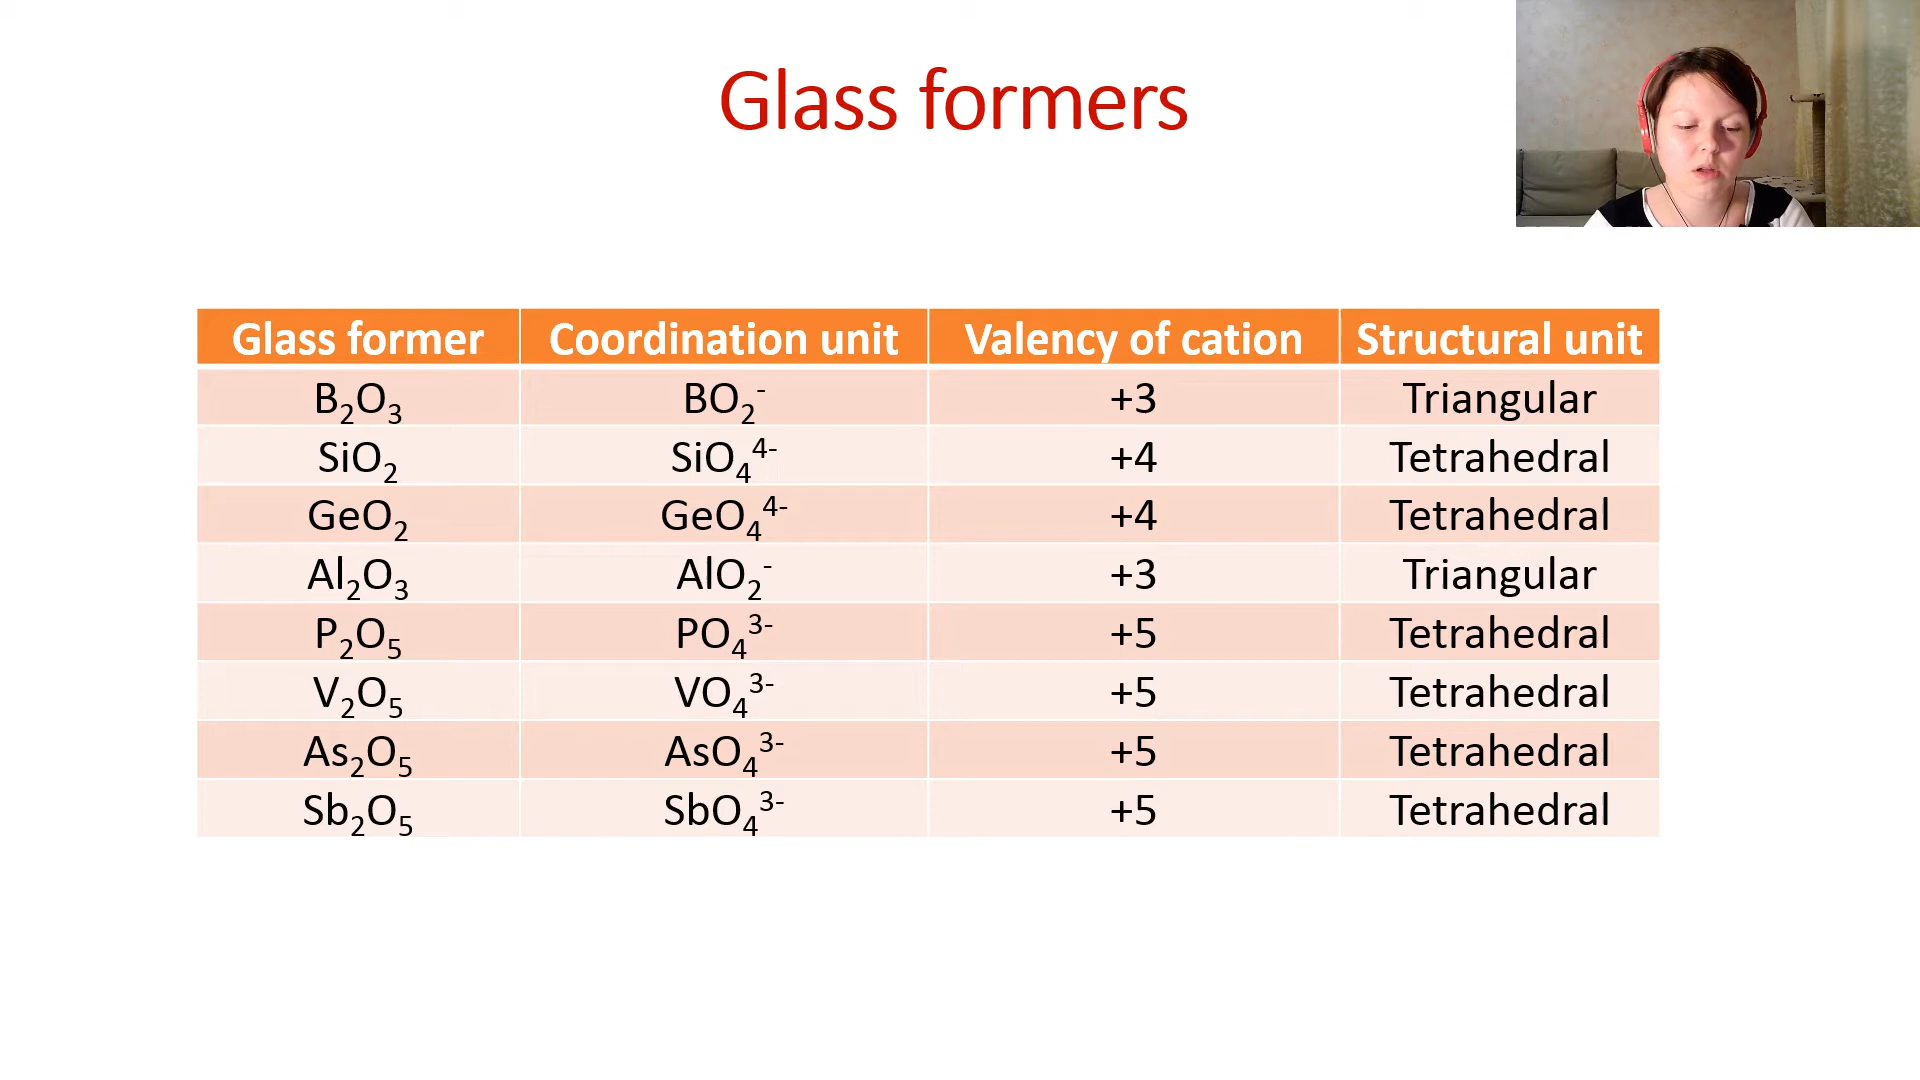 Glass formers
Glass former Coordination unit Valency of cation Structural unit
B₂O₃ BO₂⁻ +3 Triangular
SiO₂ SiO₄⁴⁻ +4 Tetrahedral
GeO₂ GeO₄⁴⁻ +4 Tetrahedral
Al₂O₃ AlO₂⁻ +3 Triangular
P₂O₅ PO₄³⁻ +5 Tetrahedral
V₂O₅ VO₄³⁻ +5 Tetrahedral
As₂O₅ AsO₄³⁻ +5 Tetrahedral
Sb₂O₅ SbO₄³⁻ +5 Tetrahedral